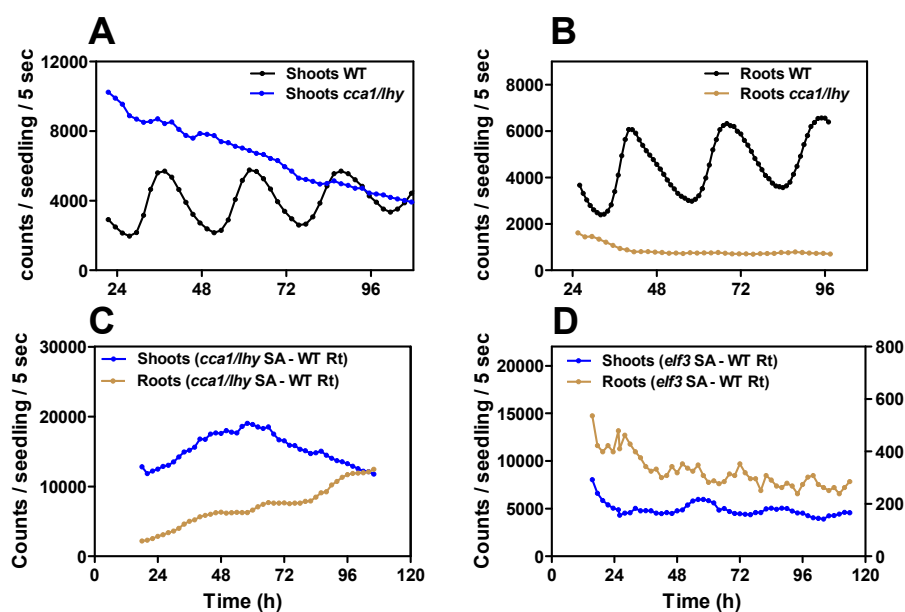 A
counts / seedling / 5 sec
12000
8000
4000
0
24
48
72
96
Shoots WT
Shoots cca1/lhy
B
counts / seedling / 5 sec
8000
6000
4000
2000
0
24
48
72
96
Roots WT
Roots cca1/lhy
C
Counts / seedling / 5 sec
30000
20000
10000
0
0
24
48
72
96
120
Time (h)
Shoots (cca1/lhy SA - WT Rt)
Roots (cca1/lhy SA - WT Rt)
D
Counts / seedling / 5 sec
20000
15000
10000
5000
0
800
600
400
200
0
0
24
48
72
96
120
Time (h)
Shoots (elf3 SA - WT Rt)
Roots (elf3 SA - WT Rt)